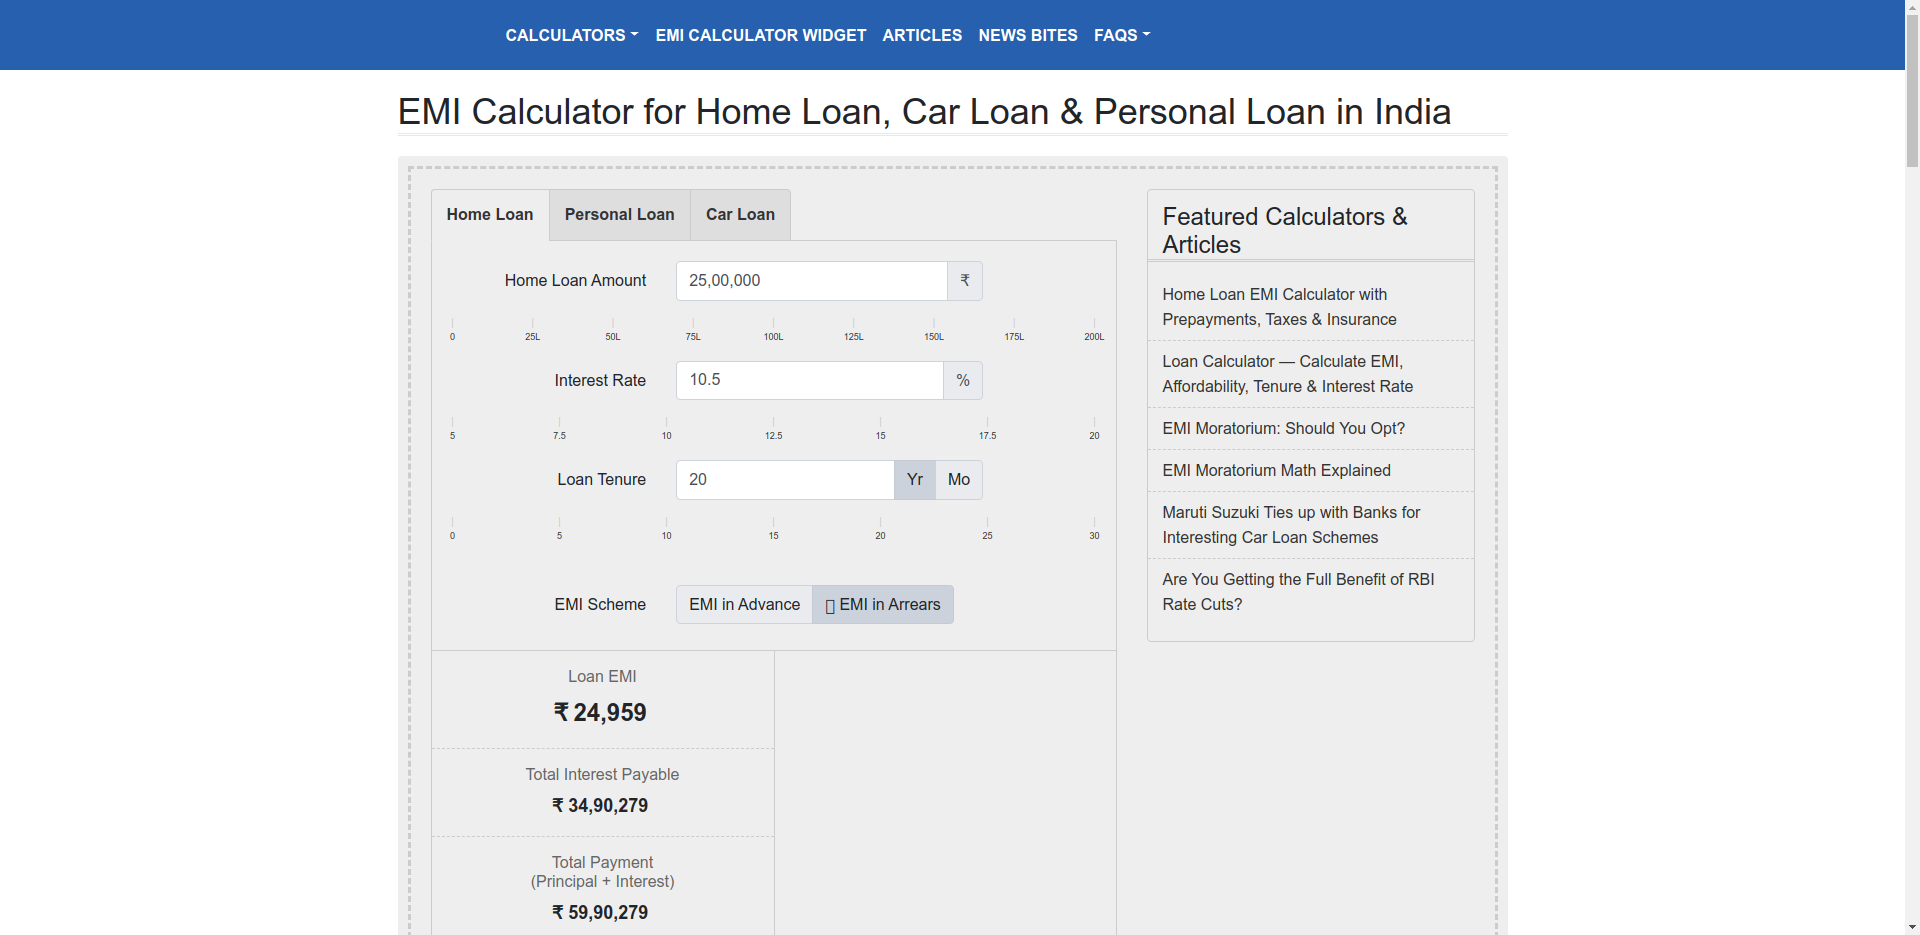 CALCULATORS EMI CALCULATOR WIDGET ARTICLES NEWS BITES FAQS
EMI Calculator for Home Loan, Car Loan & Personal Loan in India
Home Loan Personal Loan Car Loan
Home Loan Amount 25,00,000 ₹
0 25L 50L 75L 100L 125L 150L 175L 200L
Interest Rate 10.5 %
5 7.5 10 12.5 15 17.5 20
Loan Tenure 20 Yr Mo
0 5 10 15 20 25 30
EMI Scheme EMI in Advance EMI in Arrears
Loan EMI
₹ 24,959
Total Interest Payable
₹ 34,90,279
Total Payment
(Principal + Interest)
₹ 59,90,279
Featured Calculators &
Articles
Home Loan EMI Calculator with
Prepayments, Taxes & Insurance
Loan Calculator — Calculate EMI,
Affordability, Tenure & Interest Rate
EMI Moratorium: Should You Opt?
EMI Moratorium Math Explained
Maruti Suzuki Ties up with Banks for
Interesting Car Loan Schemes
Are You Getting the Full Benefit of RBI
Rate Cuts?